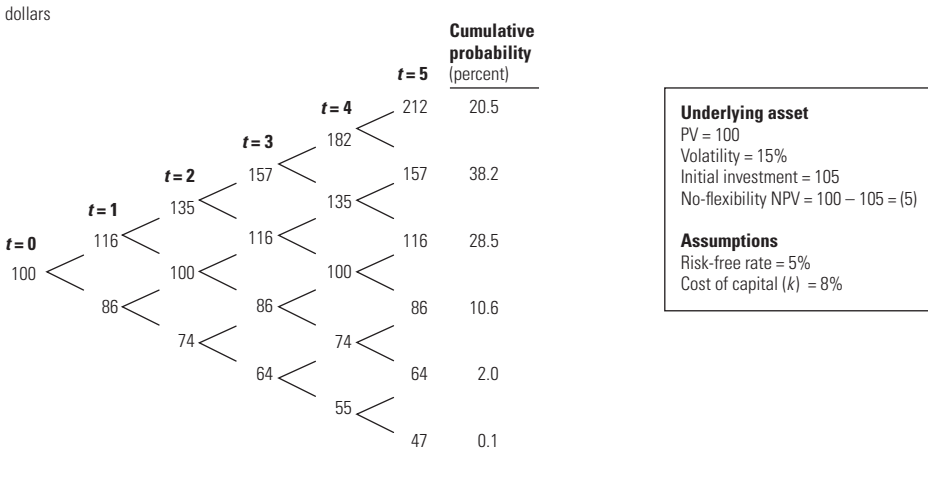 dollars
Cumulative
probability
(percent)
t = 5
212 20.5
t = 4
182
t = 3
157
157 38.2
t = 2
135
135
t = 1
116
116
116 28.5
t = 0
100
100
100
86
86
86 10.6
74
74
64
64 2.0
55
47 0.1
Underlying asset
PV = 100
Volatility = 15%
Initial investment = 105
No-flexibility NPV = 100 – 105 = (5)
Assumptions
Risk-free rate = 5%
Cost of capital (k) = 8%